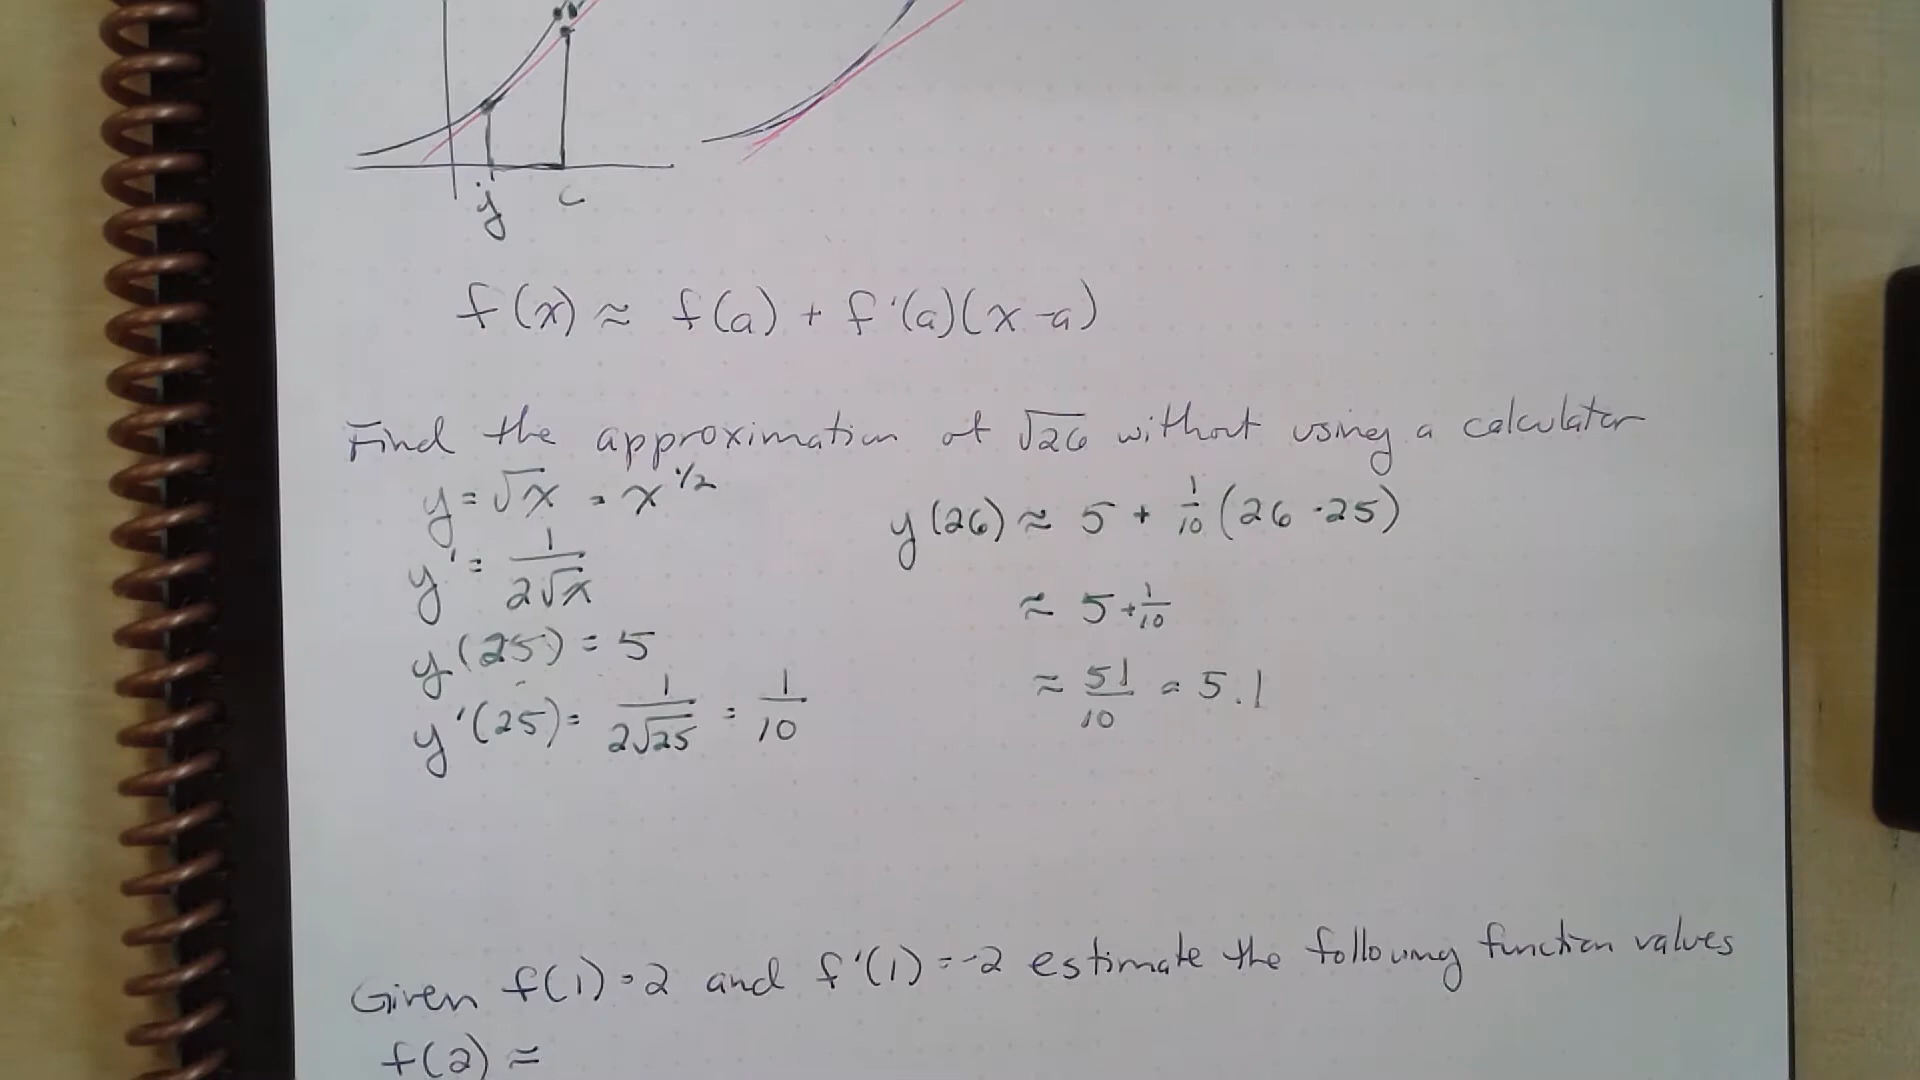 y c
f(x) ≈ f(a) + f'(a)(x-a)
Find the approximation of √26 without using a calculator
y = √x = x^1/2
y' = 1/2√x
y(25) = 5
y'(25) = 1/2√25 = 1/10
y(26) ≈ 5 + 1/10 (26-25)
≈ 5 + 1/10
≈ 51/10 = 5.1
Given f(1)=2 and f'(1)=-2 estimate the following function values
f(2) ≈